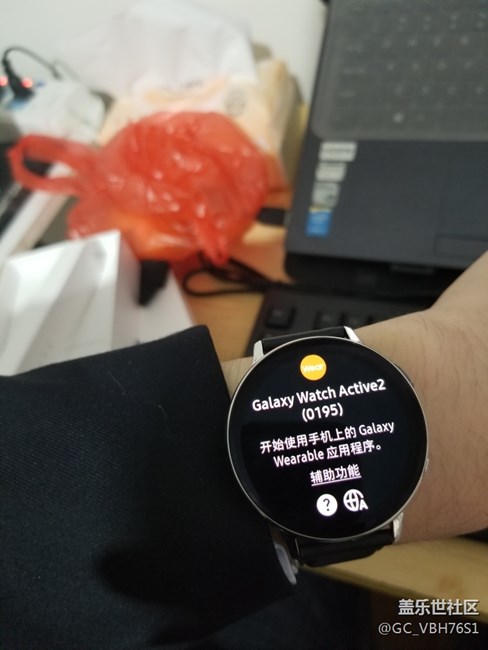 Wear
Galaxy Watch Active2
(0195)
开始使用手机上的 Galaxy
Wearable 应用程序。
辅助功能
?
A
盖乐世社区
@GC_VBH76S1